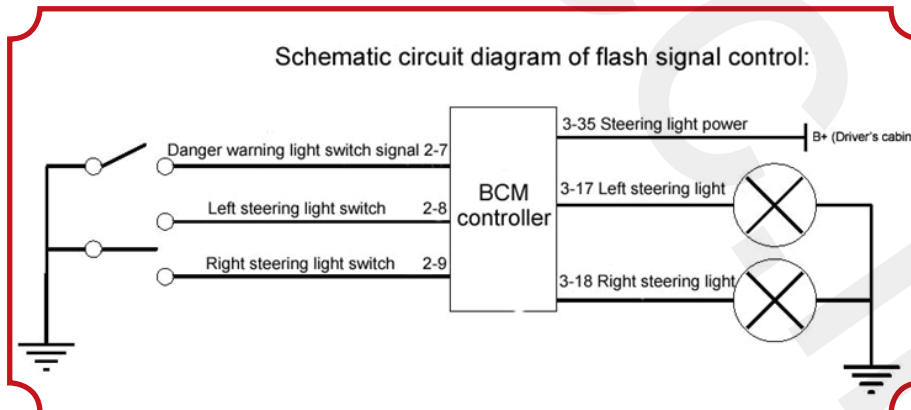 Schematic circuit diagram of flash signal control:
3-35 Steering light power
B+ (Driver's cabin
Danger warning light switch signal 2-7
3-17 Left steering light
BCM
controller
Left steering light switch 2-8
Right steering light switch 2-9
3-18 Right steering light